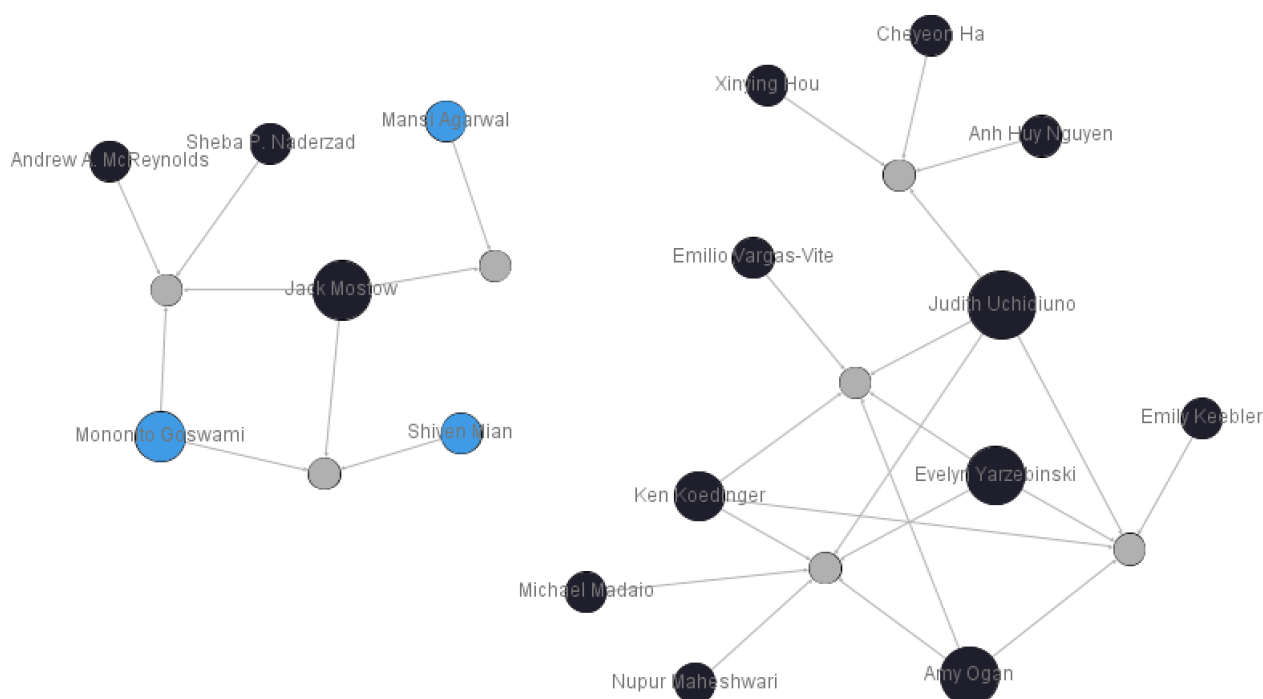 Cheyeon Ha
Xinying Hou
Mansi Agarwal
Anh Huy Nguyen
Sheba P. Naderzad
Andrew A. McReynolds
Emilio Vargas-Vite
Jack Mostow
Judith Uchidiuno
Emily Keebler
Mononito Goswami
Shiven Mian
Evelyn Yarzebinski
Ken Koedinger
Michael Madaio
Amy Ogan
Nupur Maheshwari